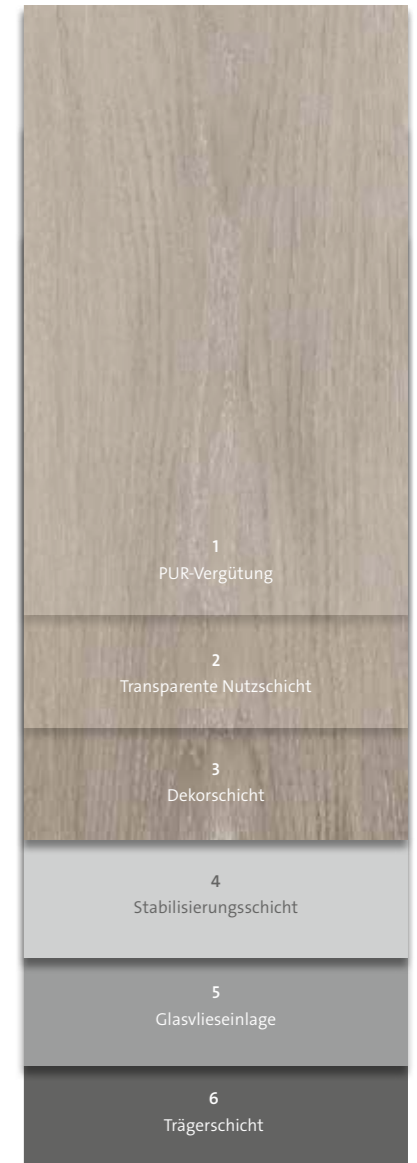 1
PUR-Vergütung
2
Transparente Nutzschicht
3
Dekorschicht
4
Stabilisierungsschicht
5
Glasvlieseinlage
6
Trägerschicht